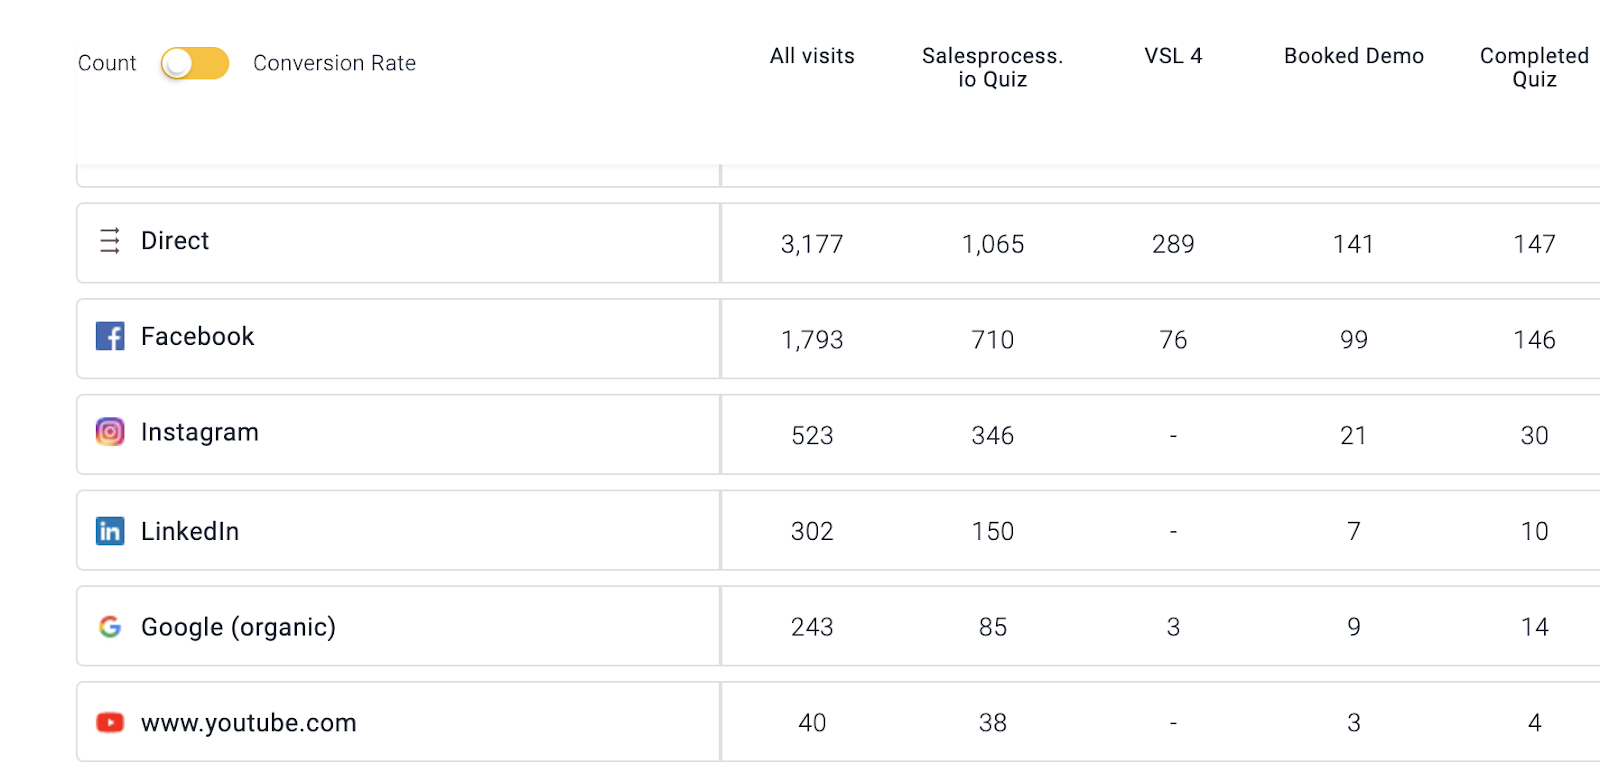 Count Conversion Rate All visits Salesprocess. VSL 4 Booked Demo Completed
io Quiz Quiz
Direct 3,177 1,065 289 141 147
Facebook 1,793 710 76 99 146
Instagram 523 346 - 21 30
LinkedIn 302 150 - 7 10
Google (organic) 243 85 3 9 14
www.youtube.com 40 38 - 3 4